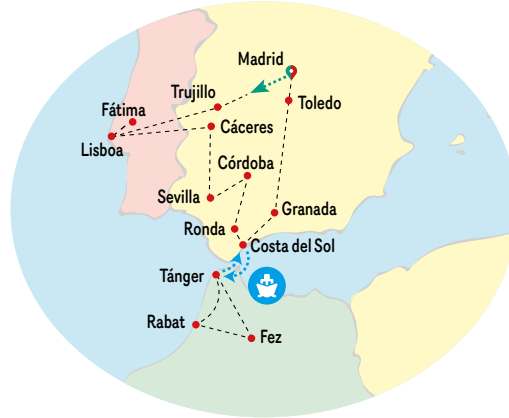 Madrid
Trujillo
Toledo
Fátima
Cáceres
Lisboa
Córdoba
Sevilla
Granada
Ronda
Costa del Sol
Tánger
Rabat
Fez